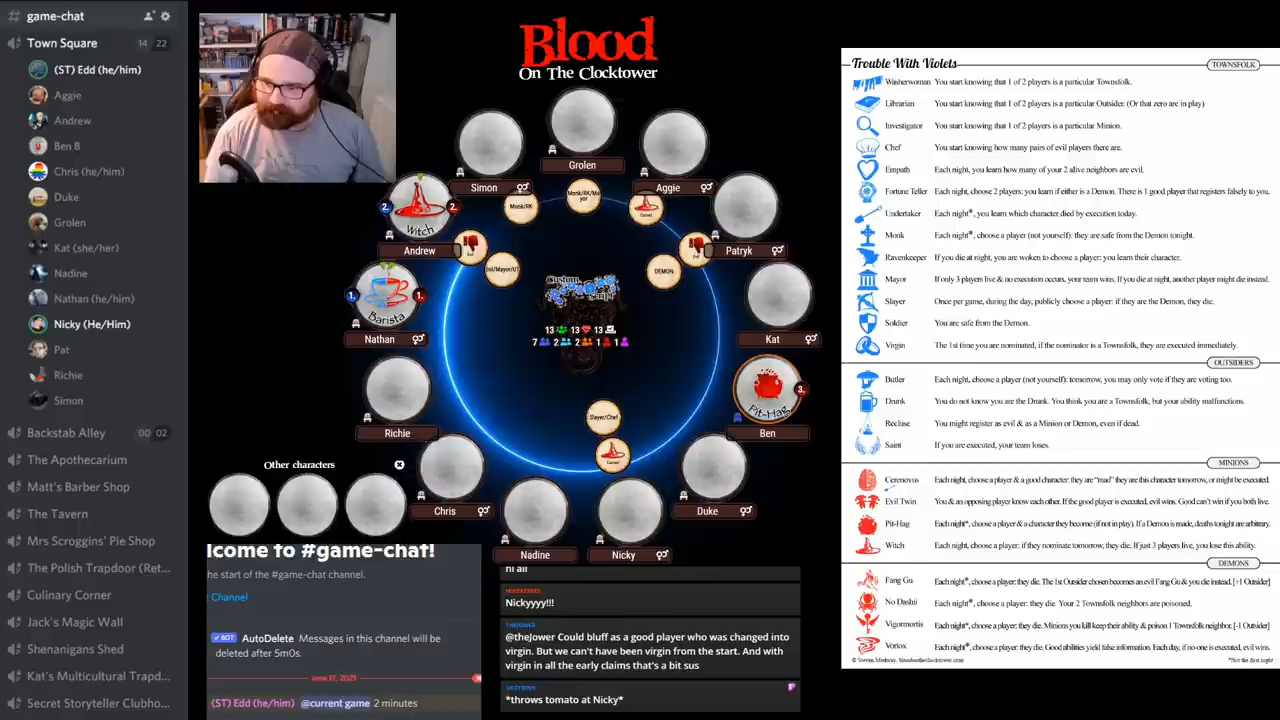 game-chat
Town Square
14 22
(ST) Edd (he/him)
Aggie
Andrew
Ben B
Chris (he/him)
Duke
Grolen
Kat (she/her)
Nadine
Nathan (he/him)
Nicky (He/Him)
Pat
Richie
Simon
Backstab Alley
00 02
The Apothecarium
Matt's Burger Shop
The Tavern
Mrs Scroggins' Pie Shop
The Polish Trapdoor (Ret...
Culinary Corner
Jack's Magic Wall
Shenanigans Shed
Kat's Multicultural Trapd...
Secret Storyteller Clubho...
Blood
On The Clocktower
Simon
Grolen
Aggie
Patryk
Kat
Ben
Duke
Nicky
Nadine
Chris
Richie
Nathan
Andrew
Witch
2.
2.
Barista
1.
1.
Pit-Hag
3.
Monk/RK
Cursed
DEMON
Evil
Evil
Slayer/Chef
Cursed
13 13 13
7 2 2 1 1
Other characters
lcome to #game-chat!
he start of the #game-chat channel.
Channel
BOT AutoDelete Messages in this channel will be
deleted after 5m0s.
June 17, 2021
(ST) Edd (he/him) @current game 2 minutes
hi all
Nickyyyy!!!
THEJOWER
@theJower Could bluff as a good player who was changed into
virgin. But we can't have been virgin from the start. And with
virgin in all the early claims that's a bit sus
*throws tomato at Nicky*
Trouble With Violets
TOWNSFOLK
Washerwoman You start knowing that 1 of 2 players is a particular Townsfolk.
Librarian You start knowing that 1 of 2 players is a particular Outsider. (Or that zero are in play)
Investigator You start knowing that 1 of 2 players is a particular Minion.
Chef You start knowing how many pairs of evil players there are.
Empath Each night, you learn how many of your 2 alive neighbors are evil.
Fortune Teller Each night, choose 2 players: you learn if either is a Demon. There is 1 good player that registers falsely to you.
Undertaker Each night*, you learn which character died by execution today.
Monk Each night*, choose a player (not yourself): they are safe from the Demon tonight.
Ravenkeeper If you die at night, you are woken to choose a player: you learn their character.
Mayor If only 3 players live & no execution occurs, your team wins. If you die at night, another player might die instead.
Slayer Once per game, during the day, publicly choose a player: if they are the Demon, they die.
Soldier You are safe from the Demon.
Virgin The 1st time you are nominated, if the nominator is a Townsfolk, they are executed immediately.
OUTSIDERS
Butler Each night, choose a player (not yourself): tomorrow, you may only vote if they are voting too.
Drunk You do not know you are the Drunk. You think you are a Townsfolk, but your ability malfunctions.
Recluse You might register as evil & as a Minion or Demon, even if dead.
Saint If you are executed, your team loses.
MINIONS
Cerenovus Each night, choose a player & a good character: they are "mad" they are this character tomorrow, or might be executed.
Evil Twin You & an opposing player know each other. If the good player is executed, evil wins. Good can't win if you both live.
Pit-Hag Each night*, choose a player & a character they become (if not in play). If a Demon is made, deaths tonight are arbitrary.
Witch Each night, choose a player: if they nominate tomorrow, they die. If just 3 players live, you lose this ability.
DEMONS
Fang Gu Each night*, choose a player: they die. The 1st Outsider chosen becomes an evil Fang Gu & you die instead. [+1 Outsider]
No Dashii Each night*, choose a player: they die. Your 2 Townsfolk neighbors are poisoned.
Vigormortis Each night*, choose a player: they die. Minions you kill keep their ability & poison 1 Townsfolk neighbor. [-1 Outsider]
Vortox Each night*, choose a player: they die. Good abilities yield false information. Each day, if no-one is executed, evil wins.
© Steven Medway, bloodontheclocktower.com
*Not the first night